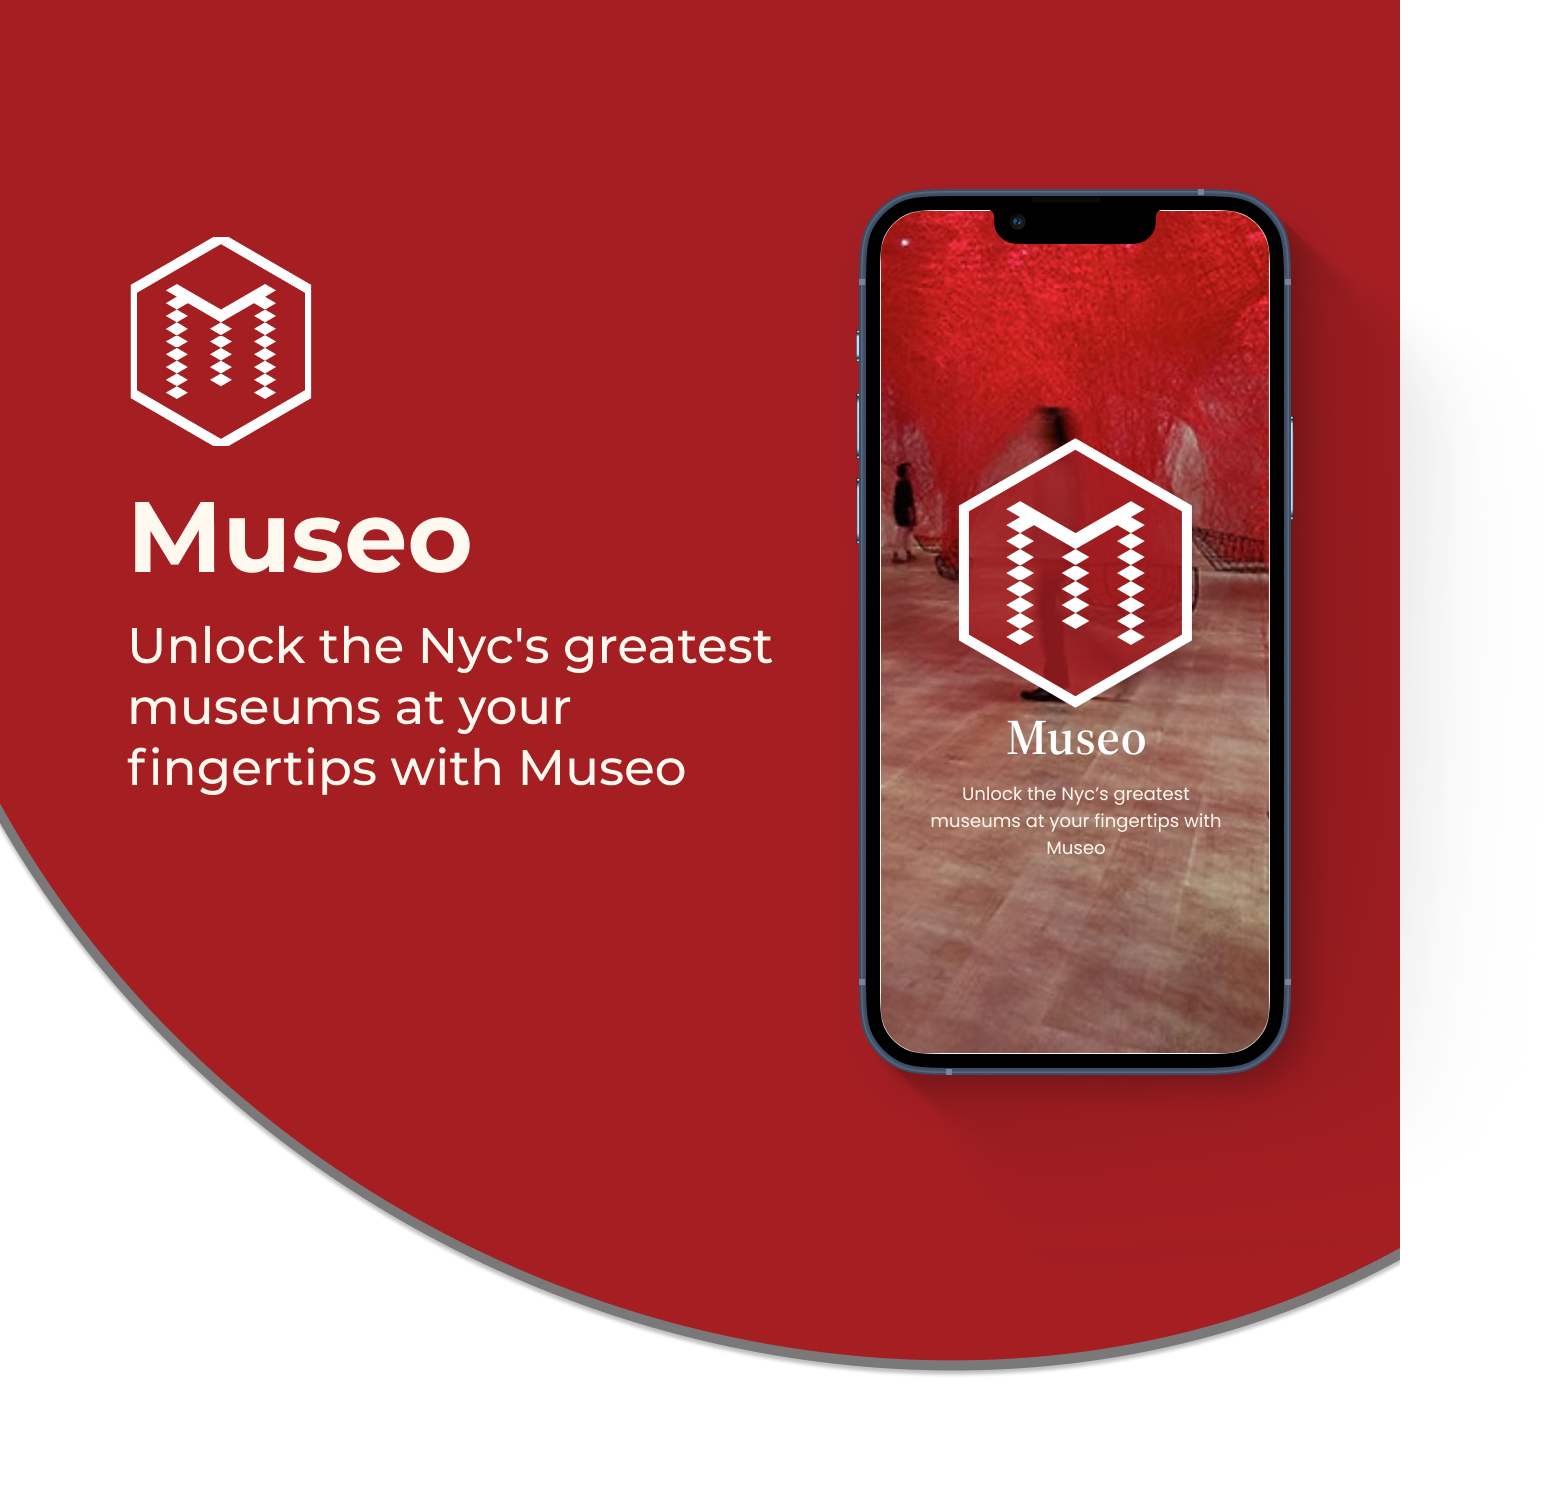 Museo
Unlock the Nyc's greatest
museums at your
fingertips with Museo
Museo
Unlock the Nyc’s greatest
museums at your fingertips with
Museo